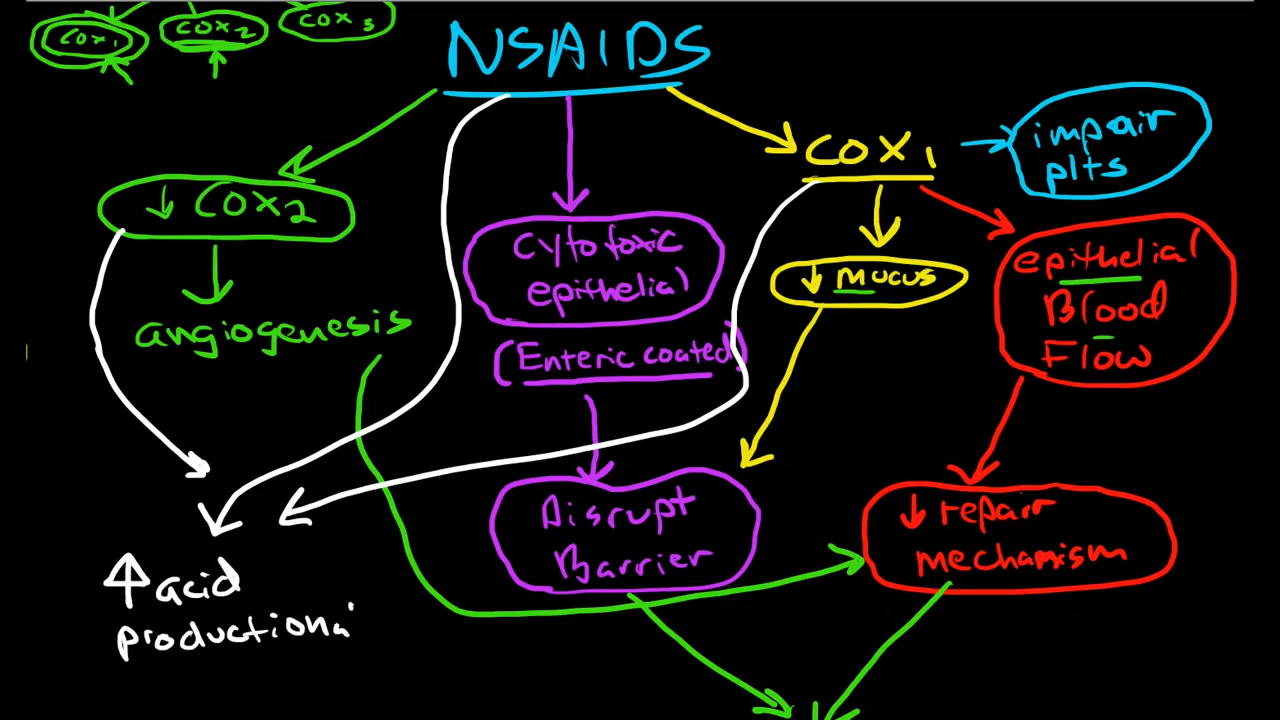 COX1
COX2
COX3
NSAIDS
COX1
impair
plts
↓ COX2
angiogenesis
Cytotoxic
epithelial
(Enteric coated)
↓ mucus
epithelial
Blood
Flow
Disrupt
Barrier
↓ repair
mechamism
↑ acid
production